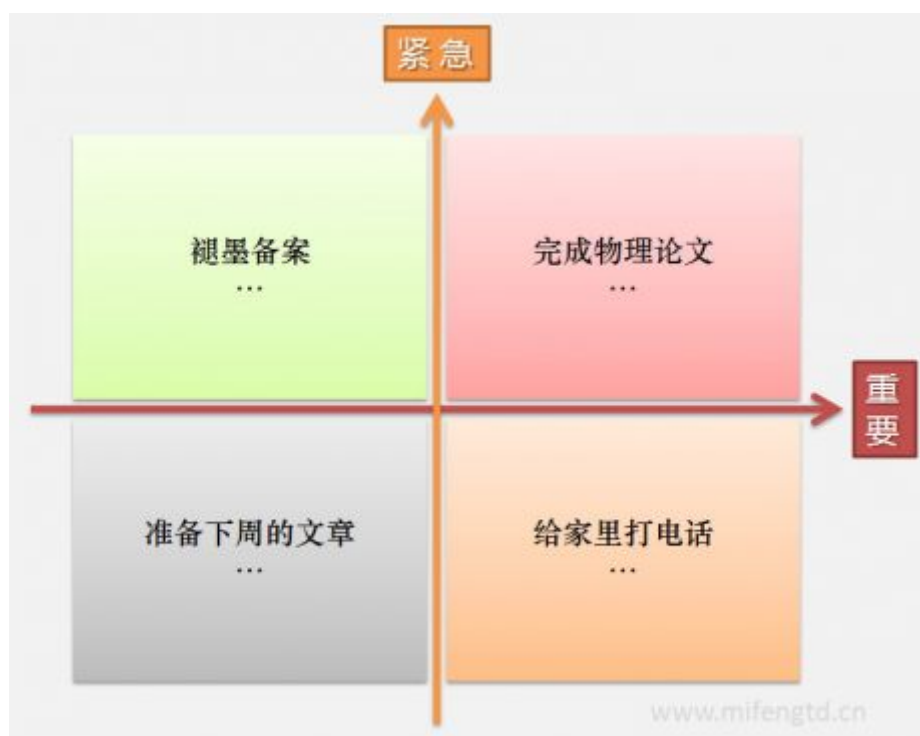 紧急
褪墨备案
…
完成物理论文
…
重要
准备下周的文章
…
给家里打电话
…
www.mifengtd.cn